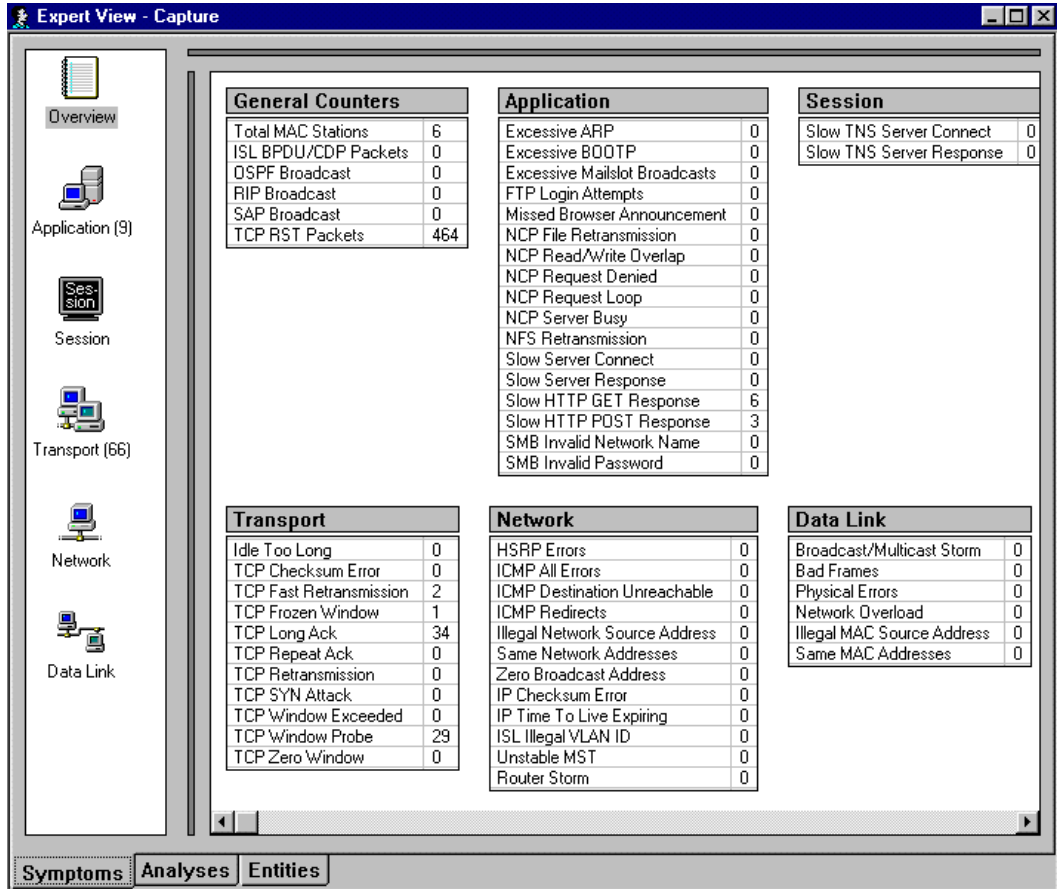 Expert View - Capture
Overview
Application (9)
Ses-
sion
Session
Transport (66)
Network
Data Link
General Counters
Total MAC Stations 6
ISL BPDU/CDP Packets 0
OSPF Broadcast 0
RIP Broadcast 0
SAP Broadcast 0
TCP RST Packets 464
Application
Excessive ARP 0
Excessive BOOTP 0
Excessive Mailslot Broadcasts 0
FTP Login Attempts 0
Missed Browser Announcement 0
NCP File Retransmission 0
NCP Read/Write Overlap 0
NCP Request Denied 0
NCP Request Loop 0
NCP Server Busy 0
NFS Retransmission 0
Slow Server Connect 0
Slow Server Response 0
Slow HTTP GET Response 6
Slow HTTP POST Response 3
SMB Invalid Network Name 0
SMB Invalid Password 0
Session
Slow TNS Server Connect 0
Slow TNS Server Response 0
Transport
Idle Too Long 0
TCP Checksum Error 0
TCP Fast Retransmission 2
TCP Frozen Window 1
TCP Long Ack 34
TCP Repeat Ack 0
TCP Retransmission 0
TCP SYN Attack 0
TCP Window Exceeded 0
TCP Window Probe 29
TCP Zero Window 0
Network
HSRP Errors 0
ICMP All Errors 0
ICMP Destination Unreachable 0
ICMP Redirects 0
Illegal Network Source Address 0
Same Network Addresses 0
Zero Broadcast Address 0
IP Checksum Error 0
IP Time To Live Expiring 0
ISL Illegal VLAN ID 0
Unstable MST 0
Router Storm 0
Data Link
Broadcast/Multicast Storm 0
Bad Frames 0
Physical Errors 0
Network Overload 0
Illegal MAC Source Address 0
Same MAC Addresses 0
Symptoms Analyses Entities